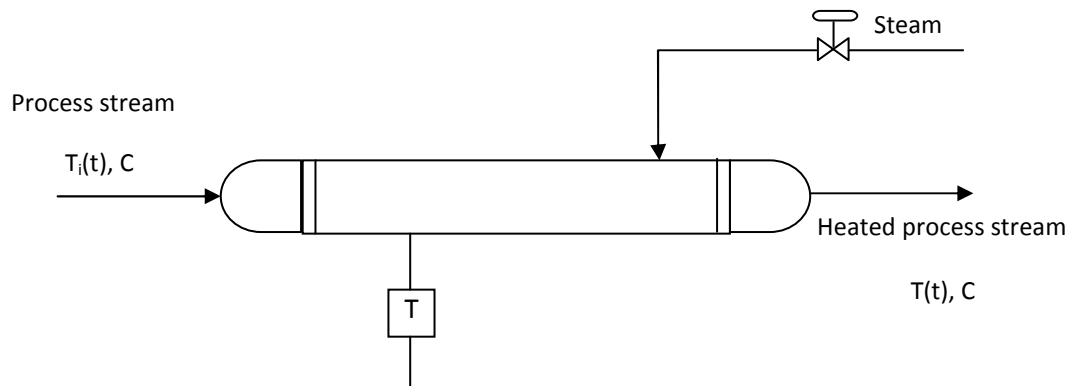 Steam
Process stream
Tᵢ(t), C
Heated process stream
T
T(t), C